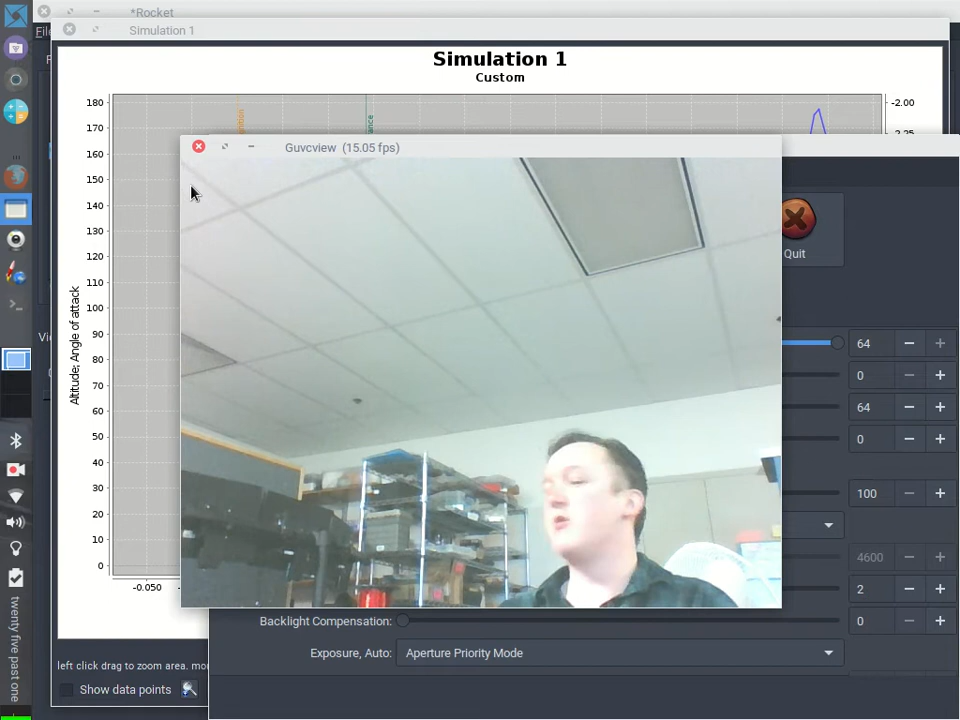 *Rocket
File
Simulation 1
Simulation 1
Custom
180
170
160
150
140
130
120
110
100
90
80
70
60
50
40
30
20
10
0
Altitude; Angle of attack
-0.050
-2.00
Guvcview (15.05 fps)
Quit
64
0
64
0
100
4600
2
Backlight Compensation:
0
Exposure, Auto:
Aperture Priority Mode
left click drag to zoom area.
Show data points
twenty five past one